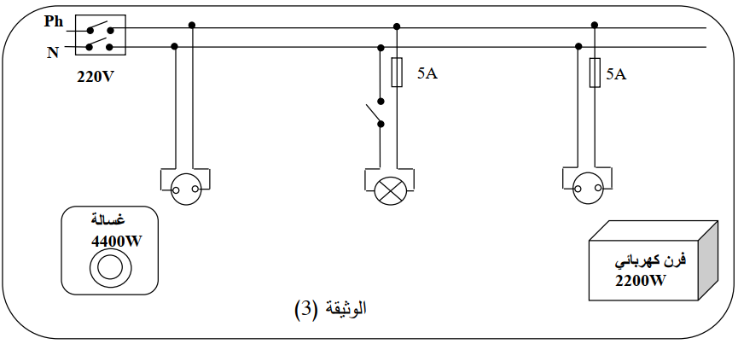 Ph
N
220V
5A
5A
غسالة
4400W
فرن كهربائي
2200W
الوثيقة (3)